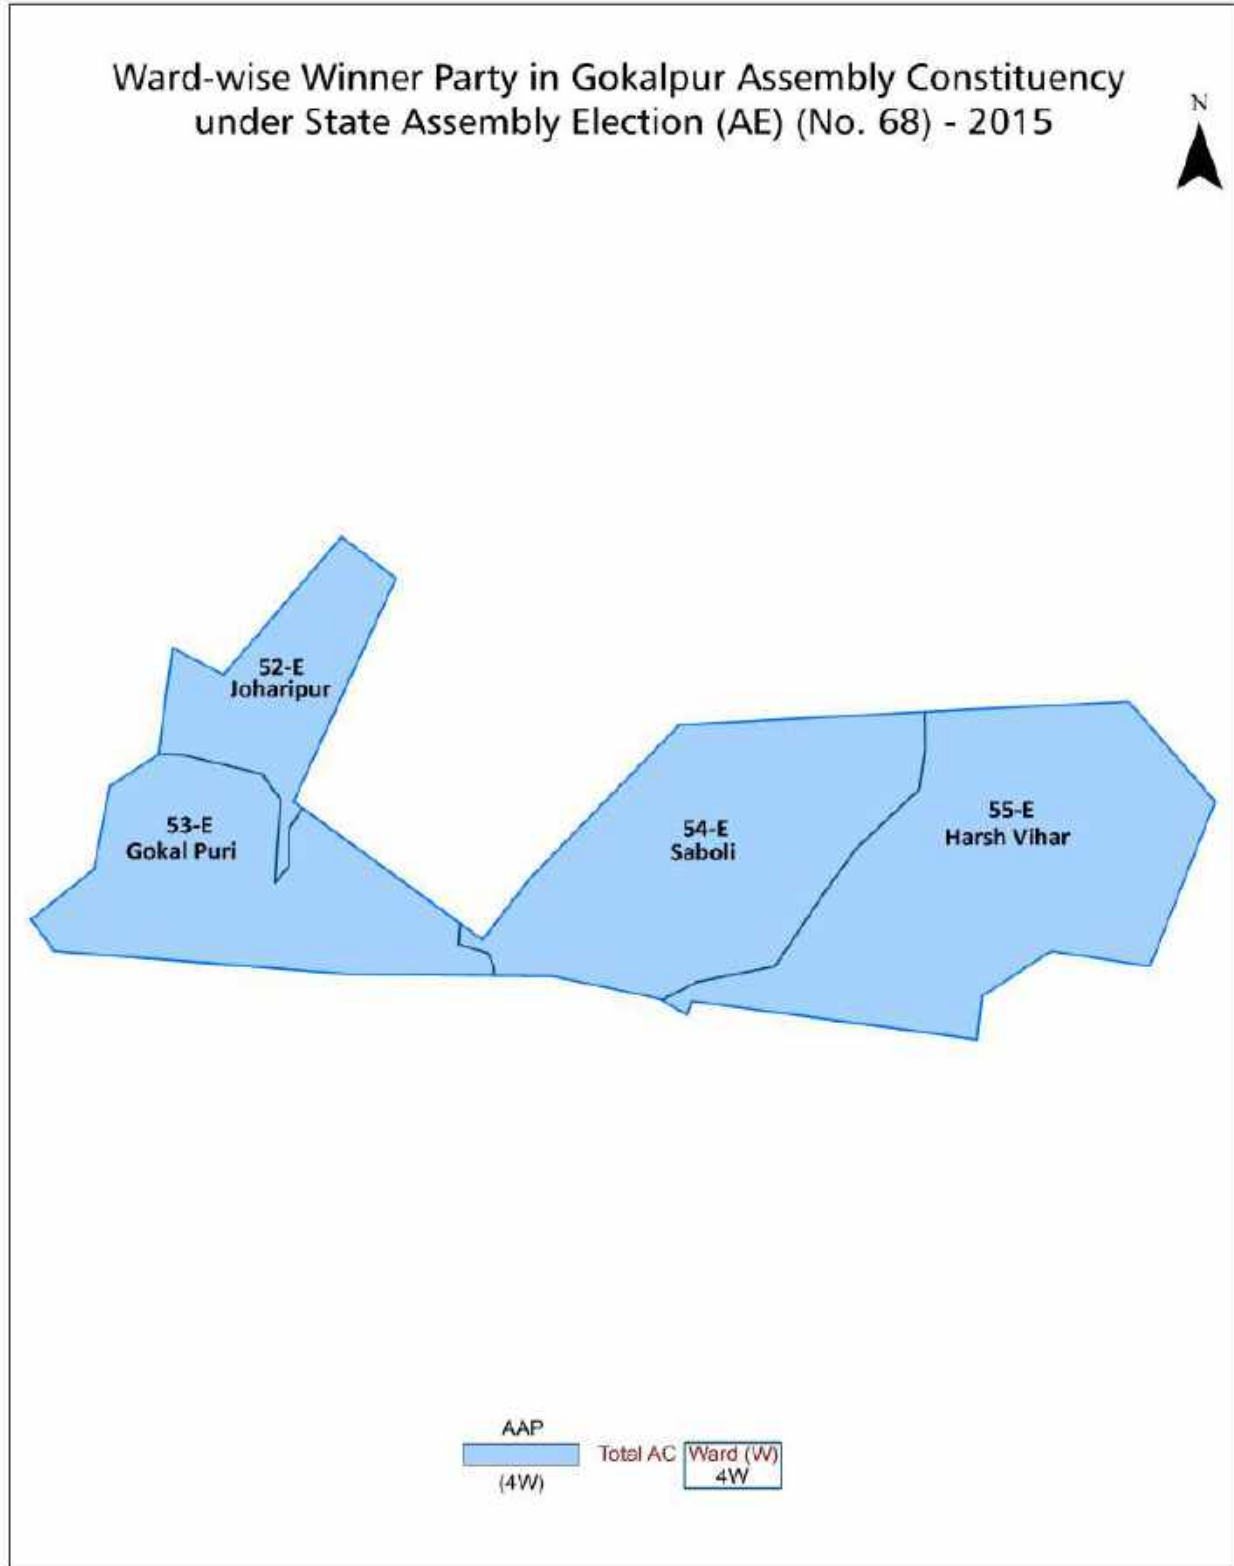 Ward-wise Winner Party in Gokalpur Assembly Constituency
under State Assembly Election (AE) (No. 68) - 2015
N
52-E
Joharipur
53-E
Gokal Puri
54-E
Saboli
55-E
Harsh Vihar
AAP
(4W)
Total AC
Ward (W)
4W